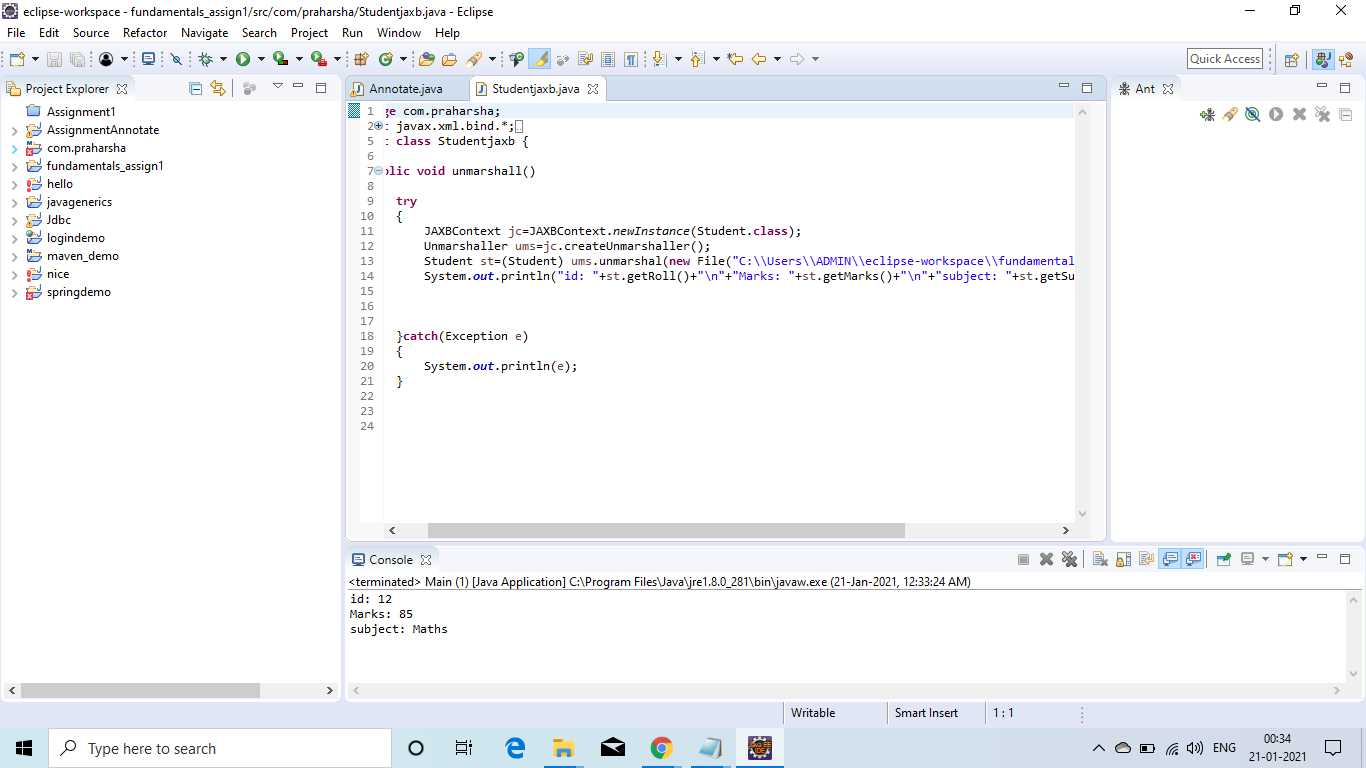 eclipse-workspace - fundamentals_assign1/src/com/praharsha/Studentjaxb.java - Eclipse
File Edit Source Refactor Navigate Search Project Run Window Help
Quick Access
Project Explorer
Assignment1
AssignmentAnnotate
com.praharsha
fundamentals_assign1
hello
javagenerics
Jdbc
logindemo
maven_demo
nice
springdemo
Annotate.java Studentjaxb.java
1 ge com.praharsha;
2 : javax.xml.bind.*;
5 : class Studentjaxb {
6
7 blic void unmarshall()
8
9 try
10 {
11 JAXBContext jc=JAXBContext.newInstance(Student.class);
12 Unmarshaller ums=jc.createUnmarshaller();
13 Student st=(Student) ums.unmarshal(new File("C:\\Users\\ADMIN\\eclipse-workspace\\fundamental
14 System.out.println("id: "+st.getRoll()+"\n"+"Marks: "+st.getMarks()+"\n"+"subject: "+st.getSu
15
16
17
18 }catch(Exception e)
19 {
20 System.out.println(e);
21 }
22
23
24
Ant
Console
<terminated> Main (1) [Java Application] C:\Program Files\Java\jre1.8.0_281\bin\javaw.exe (21-Jan-2021, 12:33:24 AM)
id: 12
Marks: 85
subject: Maths
Writable Smart Insert 1 : 1
Type here to search
ENG
00:34
21-01-2021